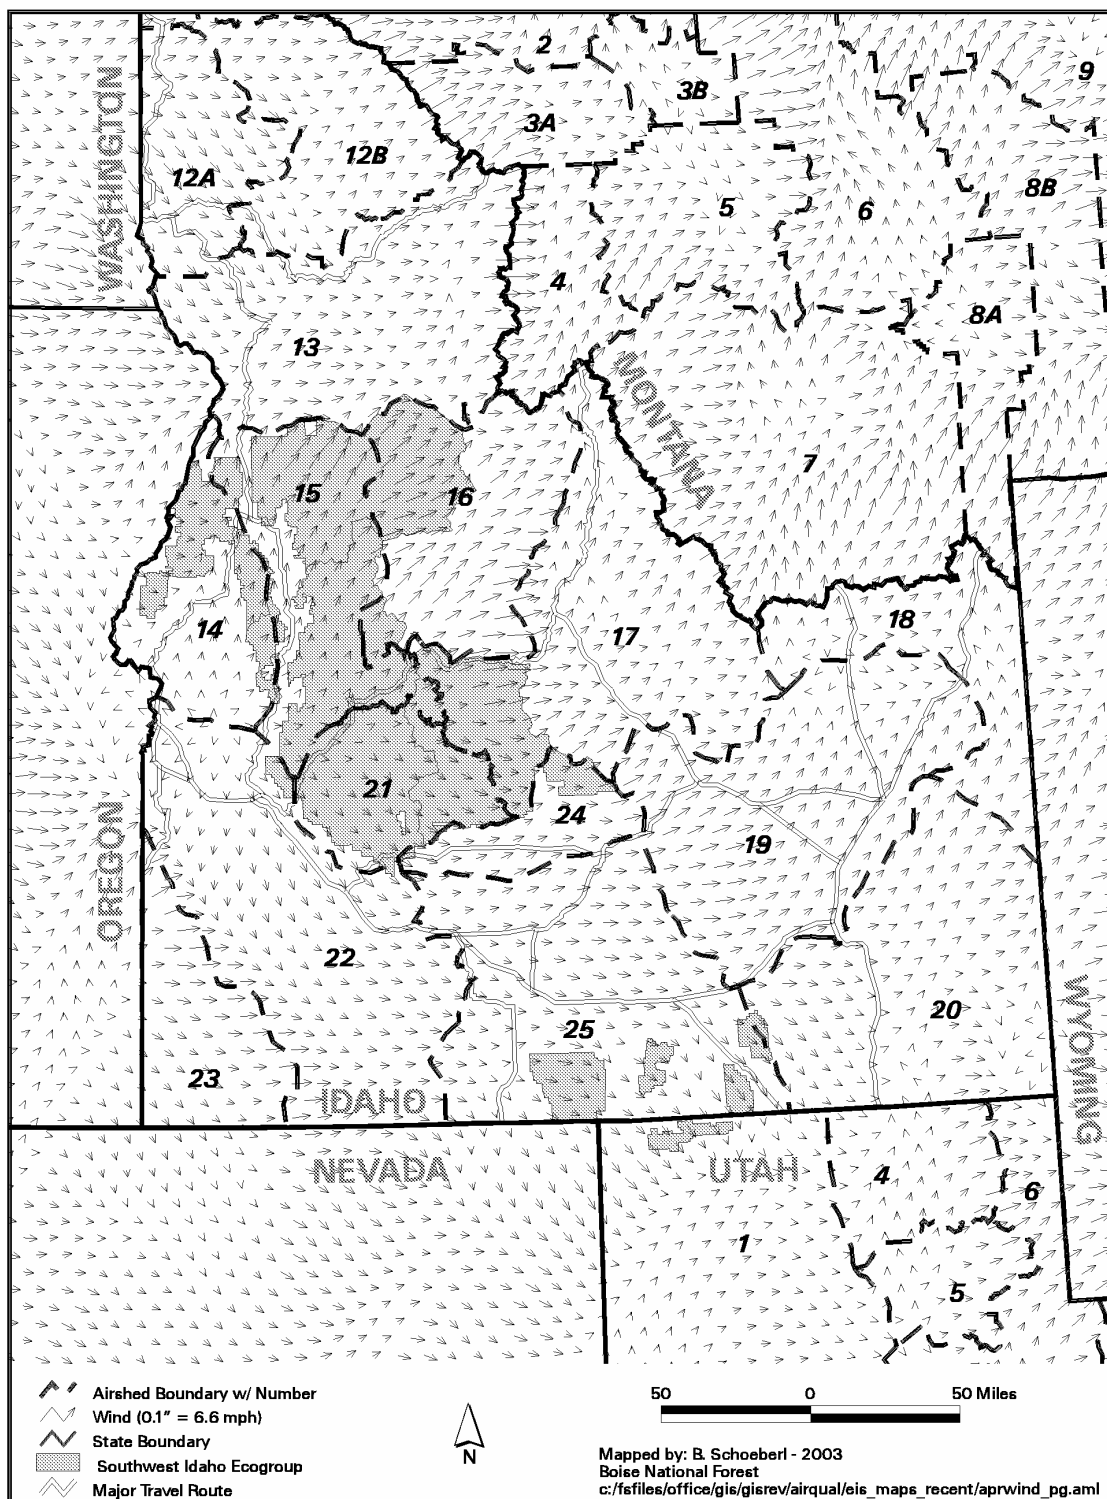 2
9
3B
3A
12B
12A
8B
5
6
WASHINGTON
4
8A
13
MONTANA
7
15
16
14
17
18
21
24
19
OREGON
22
20
25
WYOMING
23
IDAHO
NEVADA
UTAH
4
6
1
5
Airshed Boundary w/ Number
Wind (0.1" = 6.6 mph)
State Boundary
Southwest Idaho Ecogroup
Major Travel Route
N
50 0 50 Miles
Mapped by: B. Schoeberl - 2003
Boise National Forest
c:/fsfiles/office/gis/gisrev/airqual/eis_maps_recent/aprwind_pg.aml